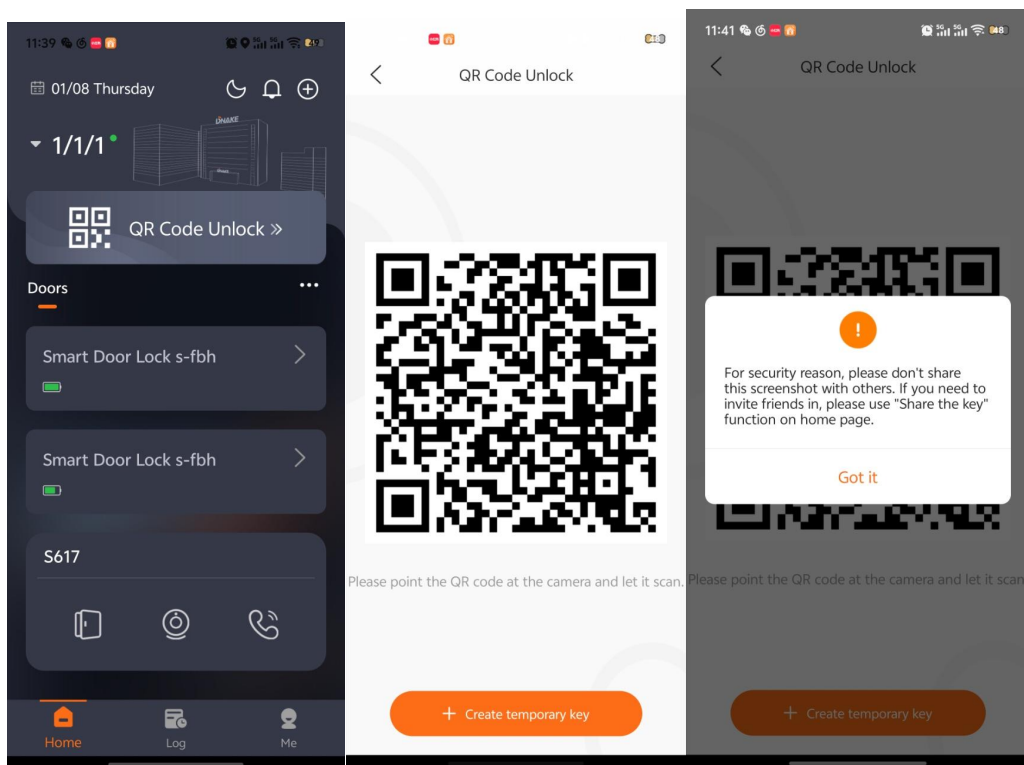 11:39
01/08 Thursday
DNAKE
1/1/1
QR Code Unlock »
Doors
Smart Door Lock s-fbh
Smart Door Lock s-fbh
S617
Home
Log
Me
QR Code Unlock
Please point the QR code at the camera and let it scan.
+ Create temporary key
11:41
5G 5G 48
QR Code Unlock
For security reason, please don't share
this screenshot with others. If you need to
invite friends in, please use "Share the key"
function on home page.
Got it
Please point the QR code at the camera and let it scan
+ Create temporary key